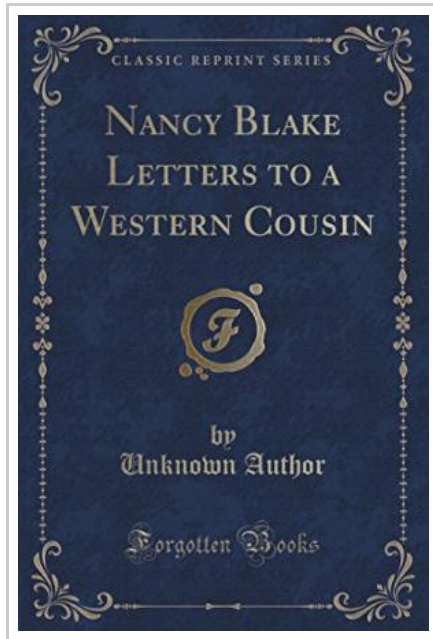 CLASSIC REPRINT SERIES
NANCY BLAKE
LETTERS TO A
WESTERN COUSIN
F
by
Unknown Author
Forgotten Books